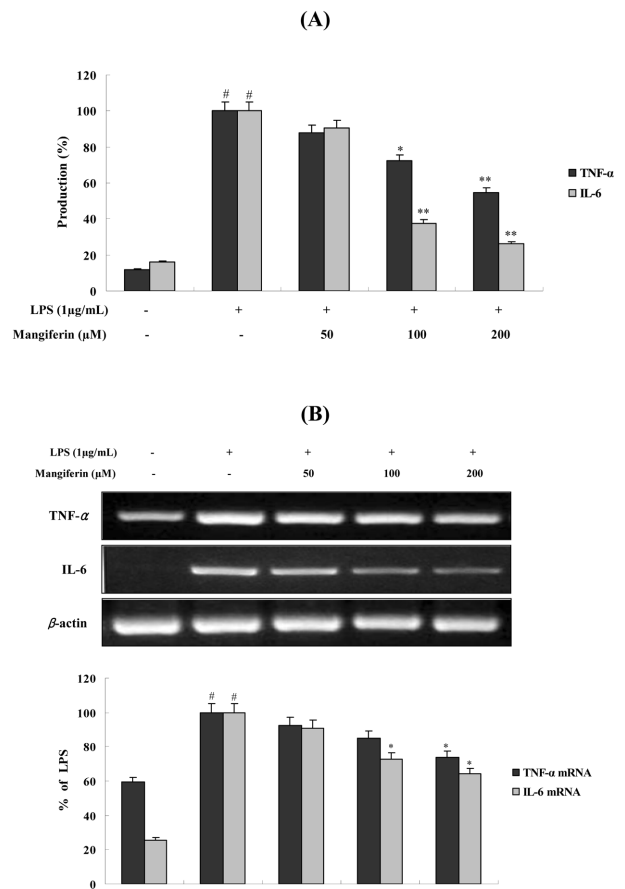 (A)
120
100
80
60
40
20
0
Production (%)
# #
*
**
**
**
TNF-α
IL-6
LPS (1μg/mL) - + + + +
Mangiferin (μM) - - 50 100 200
(B)
LPS (1μg/mL) - + + + +
Mangiferin (μM) - - 50 100 200
TNF-α
IL-6
β-actin
120
100
80
60
40
20
0
% of LPS
# #
*
*
*
TNF-α mRNA
IL-6 mRNA